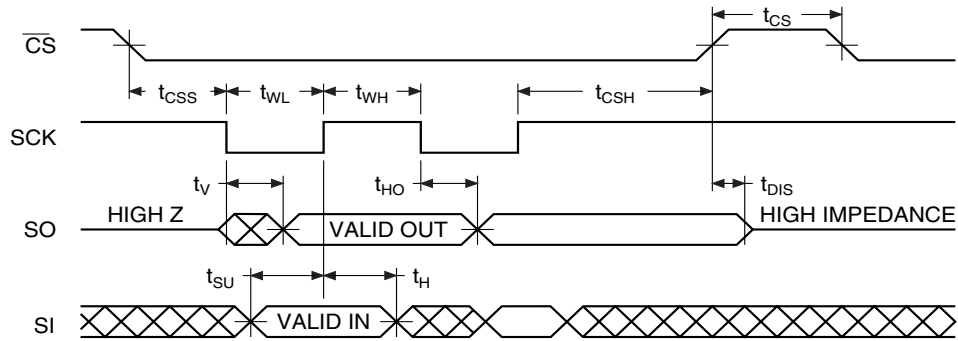 CS tCS
tCSS tWL tWH tCSH
SCK
tV tHO tDIS
HIGH Z VALID OUT HIGH IMPEDANCE
SO
tSU tH
SI VALID IN